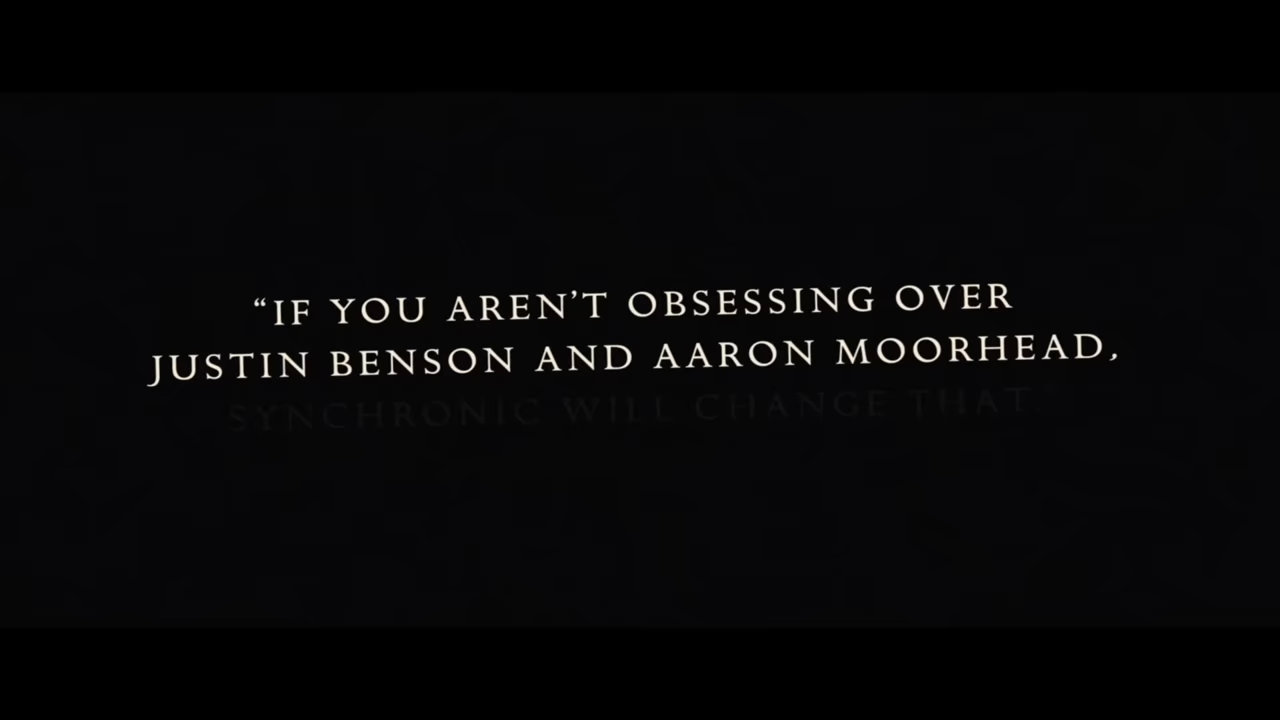 “IF YOU AREN’T OBSESSING OVER
JUSTIN BENSON AND AARON MOORHEAD,
SYNCHRONIC WILL CHANGE THAT.”